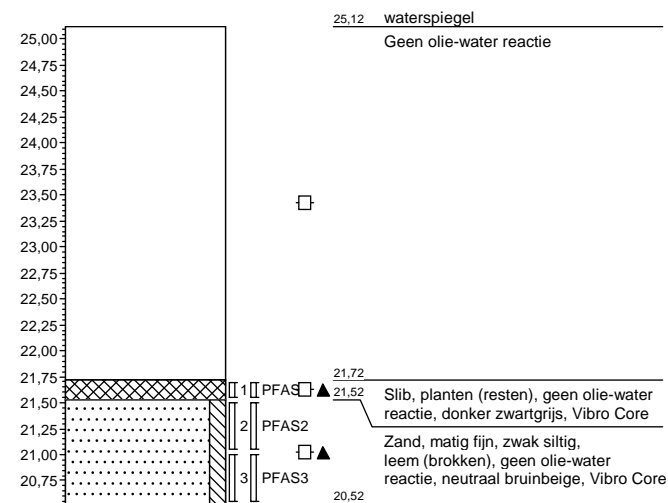 25,12 waterspiegel
Geen olie-water reactie
25,00
24,75
24,50
24,25
24,00
23,75
23,50
23,25
23,00
22,75
22,50
22,25
22,00
21,75
21,50
21,25
21,00
20,75
1 PFAS
2 PFAS2
3 PFAS3
21,72
21,52
Slib, planten (resten), geen olie-water
reactie, donker zwartgrijs, Vibro Core
Zand, matig fijn, zwak siltig,
leem (brokken), geen olie-water
reactie, neutraal bruinbeige, Vibro Core
20,52